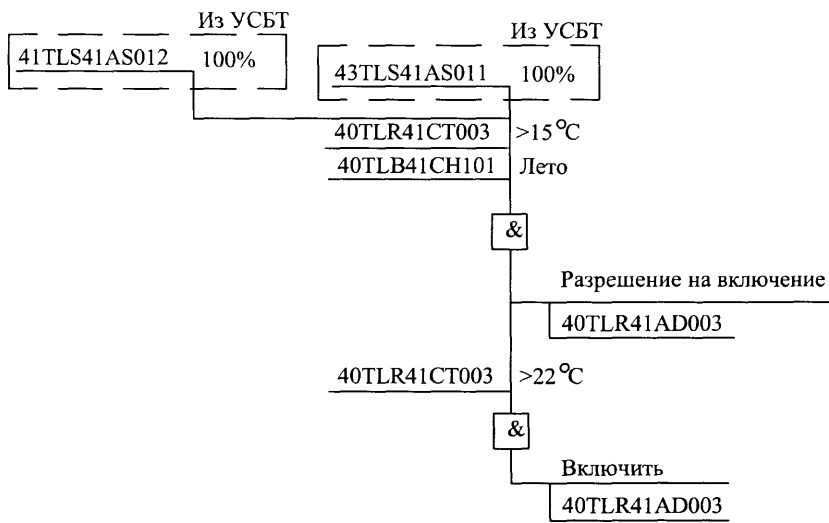 Из УСБТ
41TLS41AS012 100%
Из УСБТ
43TLS41AS011 100%
40TLR41CT003 >15 °C
40TLB41CH101 Лето
&
Разрешение на включение
40TLR41AD003
40TLR41CT003 >22 °C
&
Включить
40TLR41AD003